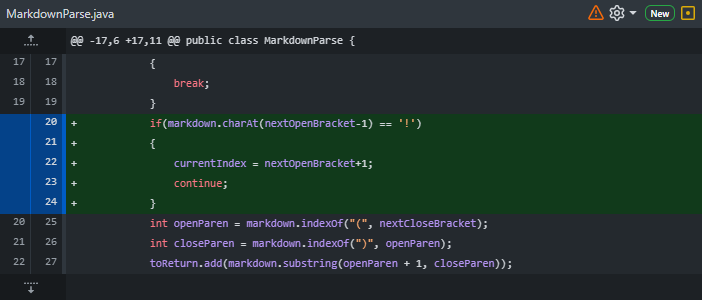 MarkdownParse.java New
@@ -17,6 +17,11 @@ public class MarkdownParse {
17 17 {
18 18 break;
19 19 }
20 + if(markdown.charAt(nextOpenBracket-1) == '!')
21 + {
22 + currentIndex = nextOpenBracket+1;
23 + continue;
24 + }
20 25 int openParen = markdown.indexOf("(", nextCloseBracket);
21 26 int closeParen = markdown.indexOf(")", openParen);
22 27 toReturn.add(markdown.substring(openParen + 1, closeParen));